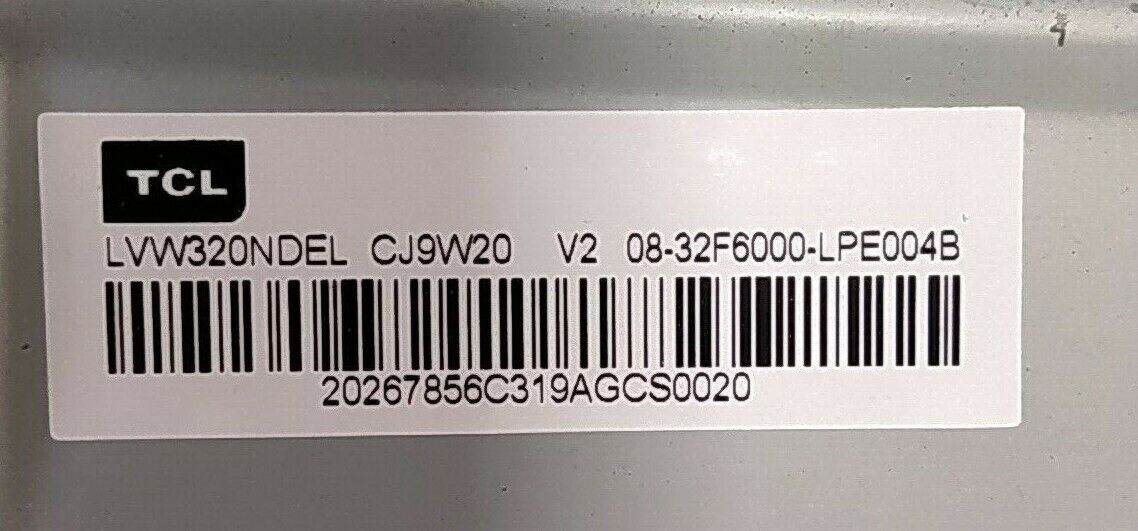 TCL
LVW320NDEL CJ9W20 V2 08-32F6000-LPE004B
20267856C319AGCS0020